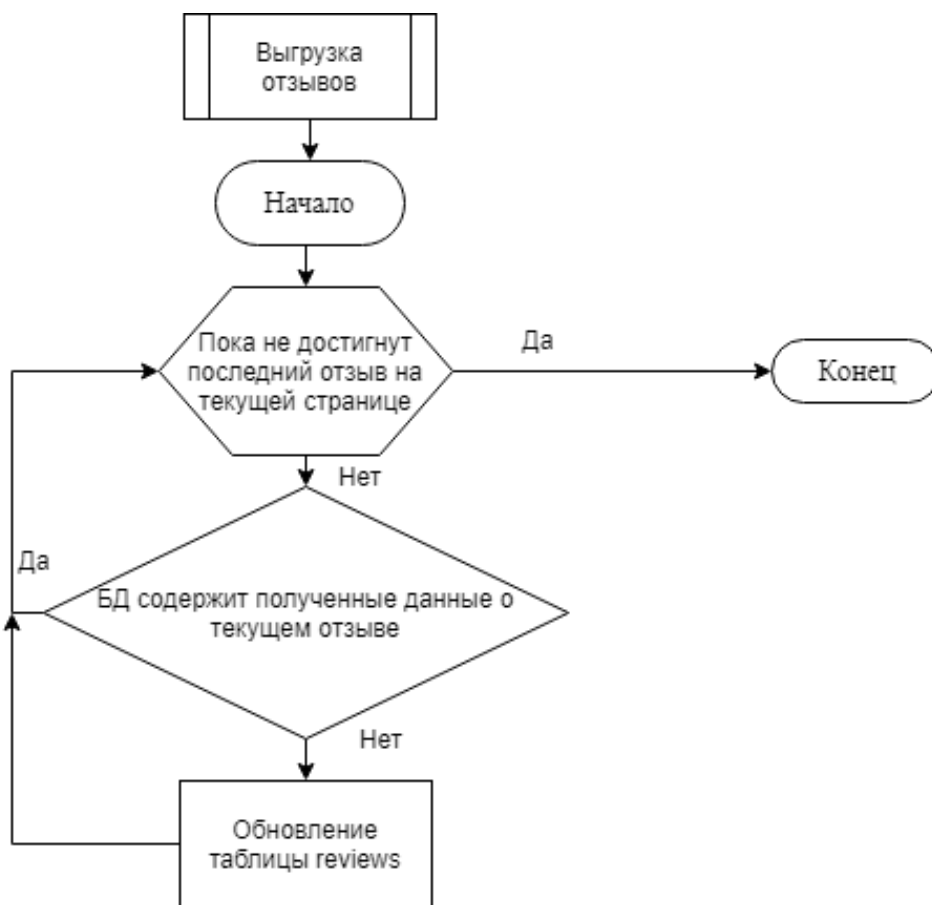 Выгрузка
отзывов
Начало
Пока не достигнут
последний отзыв на
текущей странице
Да
Конец
Нет
Да
БД содержит полученные данные о
текущем отзыве
Нет
Обновление
таблицы reviews